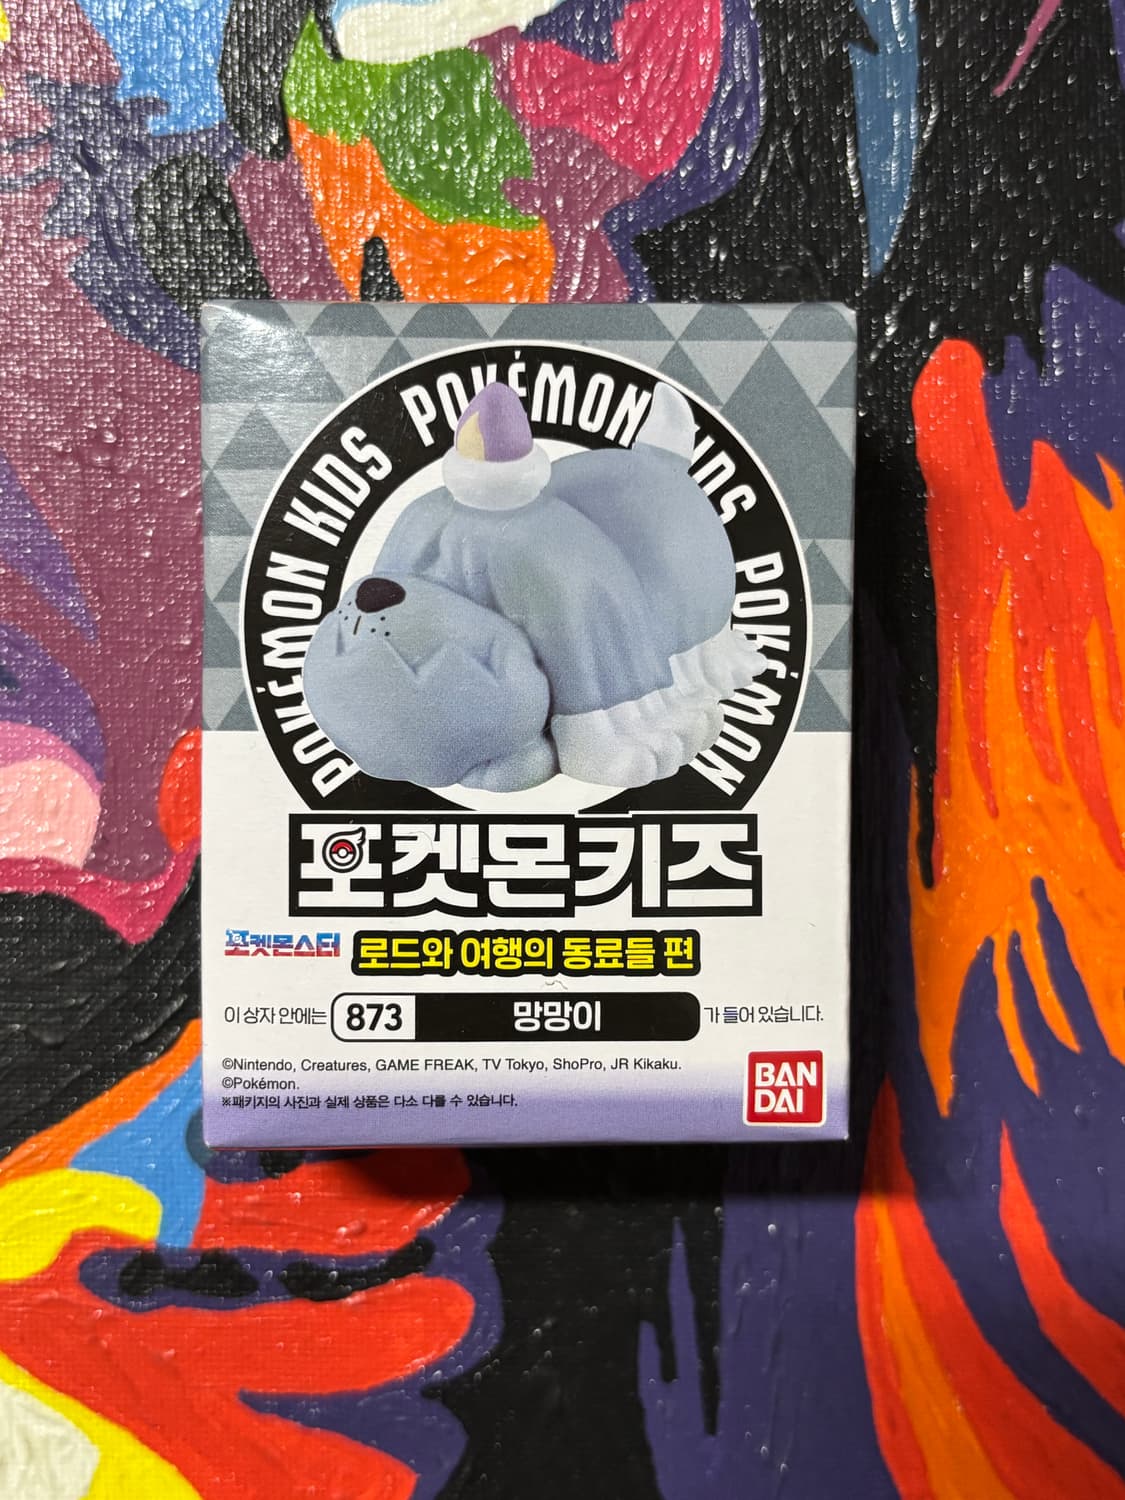 POKÉMON KIDS POKÉMON KIDS POKÉMON
포켓몬키즈
포켓몬스터 로드와 여행의 동료들 편
이 상자 안에는 873 망망이 가 들어 있습니다.
©Nintendo, Creatures, GAME FREAK, TV Tokyo, ShoPro, JR Kikaku.
©Pokémon.
※패키지의 사진과 실제 상품은 다소 다를 수 있습니다.
BAN
DAI